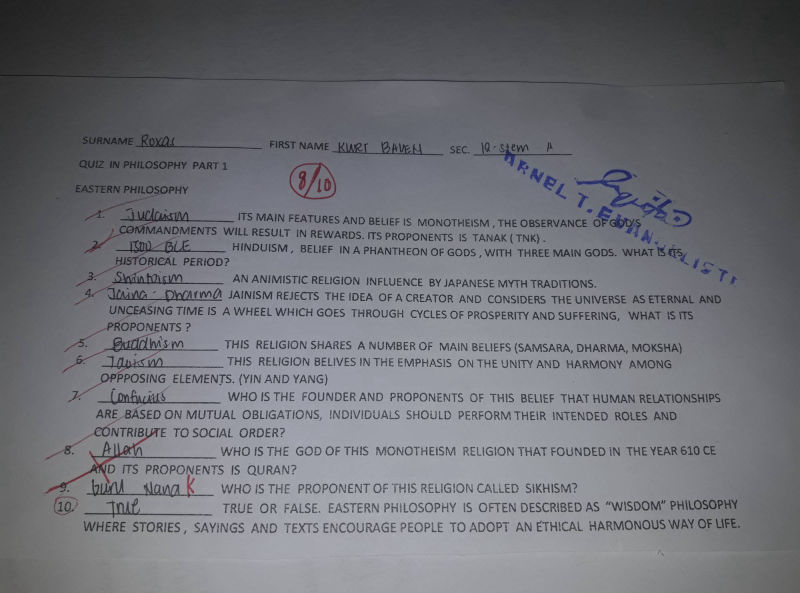 SURNAME Roxas FIRST NAME KURT BAVEN SEC. 12-Stem A
QUIZ IN PHILOSOPHY PART 1
8/10
EASTERN PHILOSOPHY
ARNEL T. EVANGELISTA
1. Judaism ITS MAIN FEATURES AND BELIEF IS MONOTHEISM , THE OBSERVANCE OF GOD'S
COMMANDMENTS WILL RESULT IN REWARDS. ITS PROPONENTS IS TANAK ( TNK) .
2. 1500 BCE HINDUISM , BELIEF IN A PHANTHEON OF GODS , WITH THREE MAIN GODS. WHAT IS ITS
HISTORICAL PERIOD?
3. Shintoism AN ANIMISTIC RELIGION INFLUENCE BY JAPANESE MYTH TRADITIONS.
4. Jaina-Dharma JAINISM REJECTS THE IDEA OF A CREATOR AND CONSIDERS THE UNIVERSE AS ETERNAL AND
UNCEASING TIME IS A WHEEL WHICH GOES THROUGH CYCLES OF PROSPERITY AND SUFFERING, WHAT IS ITS
PROPONENTS ?
5. Buddhism THIS RELIGION SHARES A NUMBER OF MAIN BELIEFS (SAMSARA, DHARMA, MOKSHA)
6. Taoism THIS RELIGION BELIVES IN THE EMPHASIS ON THE UNITY AND HARMONY AMONG
OPPPOSING ELEMENTS. (YIN AND YANG)
7. Confucius WHO IS THE FOUNDER AND PROPONENTS OF THIS BELIEF THAT HUMAN RELATIONSHIPS
ARE BASED ON MUTUAL OBLIGATIONS, INDIVIDUALS SHOULD PERFORM THEIR INTENDED ROLES AND
CONTRIBUTE TO SOCIAL ORDER?
8. Allah WHO IS THE GOD OF THIS MONOTHEISM RELIGION THAT FOUNDED IN THE YEAR 610 CE
AND ITS PROPONENTS IS QURAN?
9. Guru Nanak WHO IS THE PROPONENT OF THIS RELIGION CALLED SIKHISM?
10. True TRUE OR FALSE. EASTERN PHILOSOPHY IS OFTEN DESCRIBED AS "WISDOM" PHILOSOPHY
WHERE STORIES , SAYINGS AND TEXTS ENCOURAGE PEOPLE TO ADOPT AN ETHICAL HARMONOUS WAY OF LIFE.